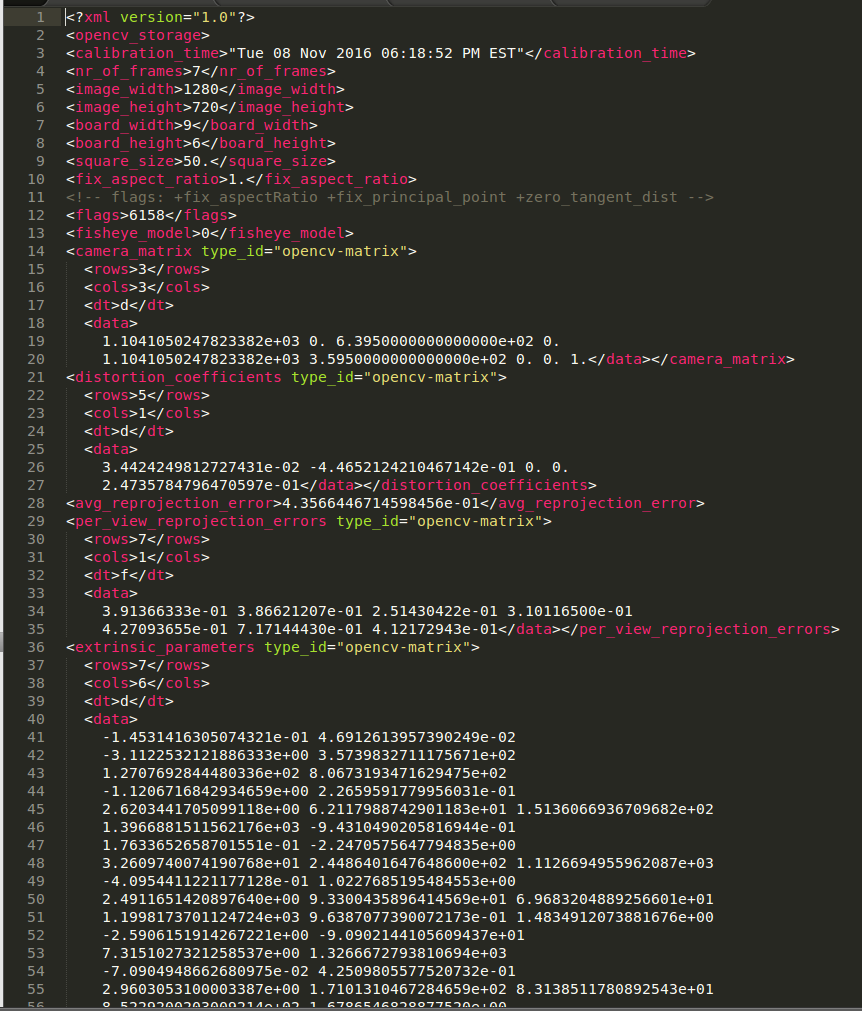 1 <?xml version="1.0"?>
2 <opencv_storage>
3 <calibration_time>"Tue 08 Nov 2016 06:18:52 PM EST"</calibration_time>
4 <nr_of_frames>7</nr_of_frames>
5 <image_width>1280</image_width>
6 <image_height>720</image_height>
7 <board_width>9</board_width>
8 <board_height>6</board_height>
9 <square_size>50.</square_size>
10 <fix_aspect_ratio>1.</fix_aspect_ratio>
11 <!-- flags: +fix_aspectRatio +fix_principal_point +zero_tangent_dist -->
12 <flags>6158</flags>
13 <fisheye_model>0</fisheye_model>
14 <camera_matrix type_id="opencv-matrix">
15 <rows>3</rows>
16 <cols>3</cols>
17 <dt>d</dt>
18 <data>
19 1.1041050247823382e+03 0. 6.3950000000000000e+02 0.
20 1.1041050247823382e+03 3.5950000000000000e+02 0. 0. 1.</data></camera_matrix>
21 <distortion_coefficients type_id="opencv-matrix">
22 <rows>5</rows>
23 <cols>1</cols>
24 <dt>d</dt>
25 <data>
26 3.4424249812727431e-02 -4.4652124210467142e-01 0. 0.
27 2.4735784796470597e-01</data></distortion_coefficients>
28 <avg_reprojection_error>4.3566446714598456e-01</avg_reprojection_error>
29 <per_view_reprojection_errors type_id="opencv-matrix">
30 <rows>7</rows>
31 <cols>1</cols>
32 <dt>f</dt>
33 <data>
34 3.91366333e-01 3.86621207e-01 2.51430422e-01 3.10116500e-01
35 4.27093655e-01 7.17144430e-01 4.12172943e-01</data></per_view_reprojection_errors>
36 <extrinsic_parameters type_id="opencv-matrix">
37 <rows>7</rows>
38 <cols>6</cols>
39 <dt>d</dt>
40 <data>
41 -1.4531416305074321e-01 4.6912613957390249e-02
42 -3.1122532121886333e+00 3.5739832711175671e+02
43 1.2707692844480336e+02 8.0673193471629475e+02
44 -1.1206716842934659e+00 2.2659591779956031e-01
45 2.6203441705099118e+00 6.2117988742901183e+01 1.5136066936709682e+02
46 1.3966881511562176e+03 -9.4310490205816944e-01
47 1.7633652658701551e-01 -2.2470575647794835e+00
48 3.2609740074190768e+01 2.4486401647648600e+02 1.1126694955962087e+03
49 -4.0954411221177128e-01 1.0227685195484553e+00
50 2.4911651420897640e+00 9.3300435896414569e+01 6.9683204889256601e+01
51 1.1998173701124724e+03 9.6387077390072173e-01 1.4834912073881676e+00
52 -2.5906151914267221e+00 -9.0902144105609437e+01
53 7.3151027321258537e+00 1.3266672793810694e+03
54 -7.0904948662680975e-02 4.2509805577520732e-01
55 2.9603053100003387e+00 1.7101310467284659e+02 8.3138511780892543e+01
56